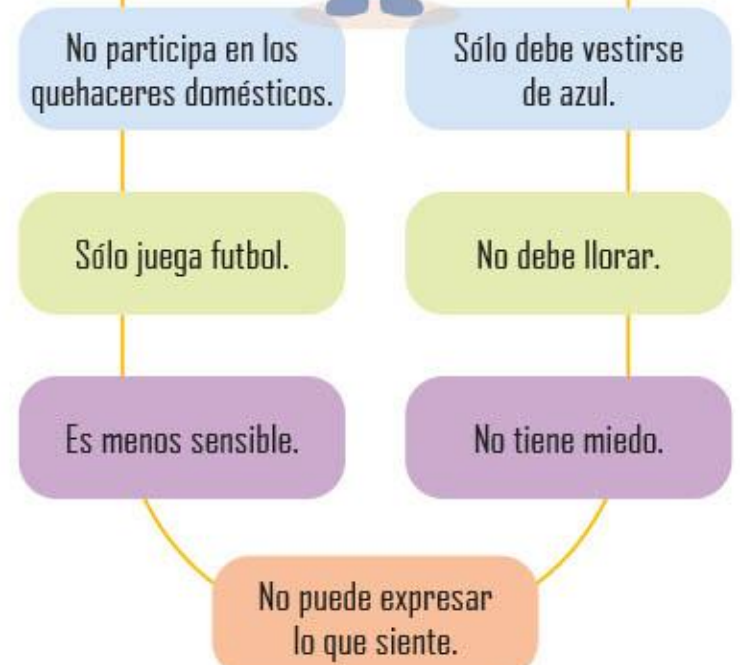 No participa en los
quehaceres domésticos.
Sólo debe vestirse
de azul.
Sólo juega futbol.
No debe llorar.
Es menos sensible.
No tiene miedo.
No puede expresar
lo que siente.